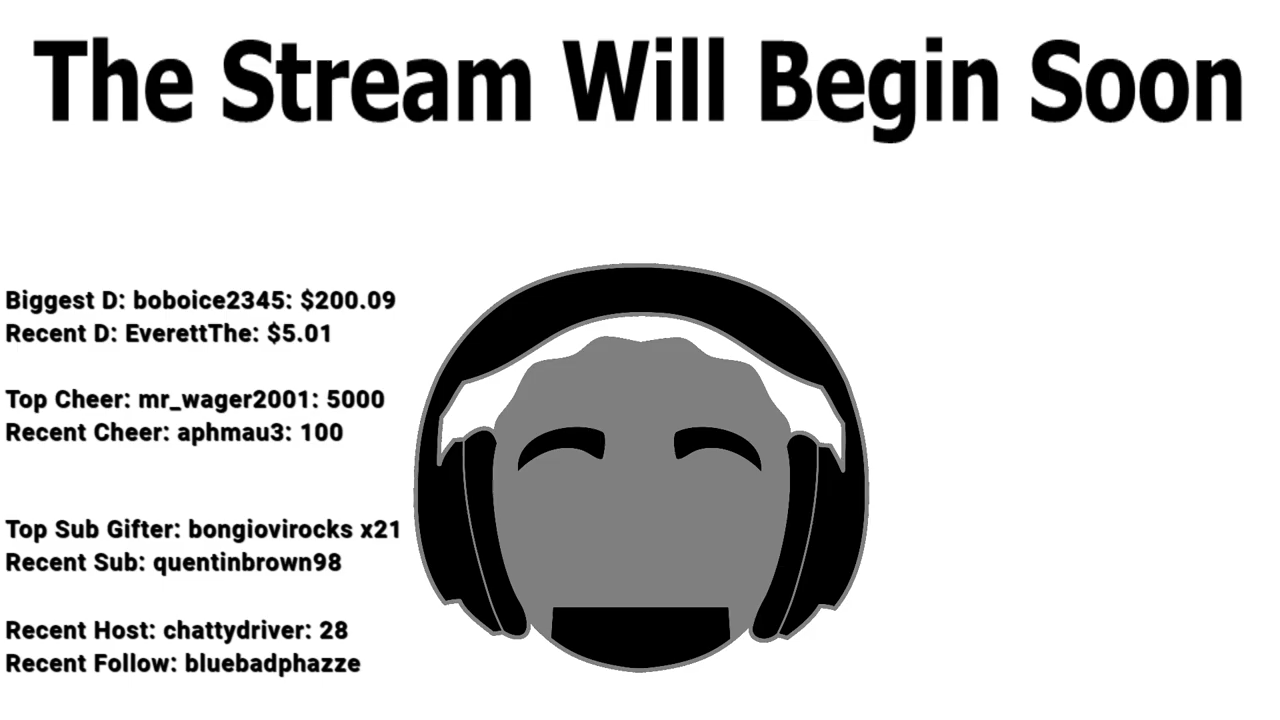 The Stream Will Begin Soon
Biggest D: boboice2345: $200.09
Recent D: EverettThe: $5.01
Top Cheer: mr_wager2001: 5000
Recent Cheer: aphmau3: 100
Top Sub Gifter: bongiovirocks x21
Recent Sub: quentinbrown98
Recent Host: chattydriver: 28
Recent Follow: bluebadphazze